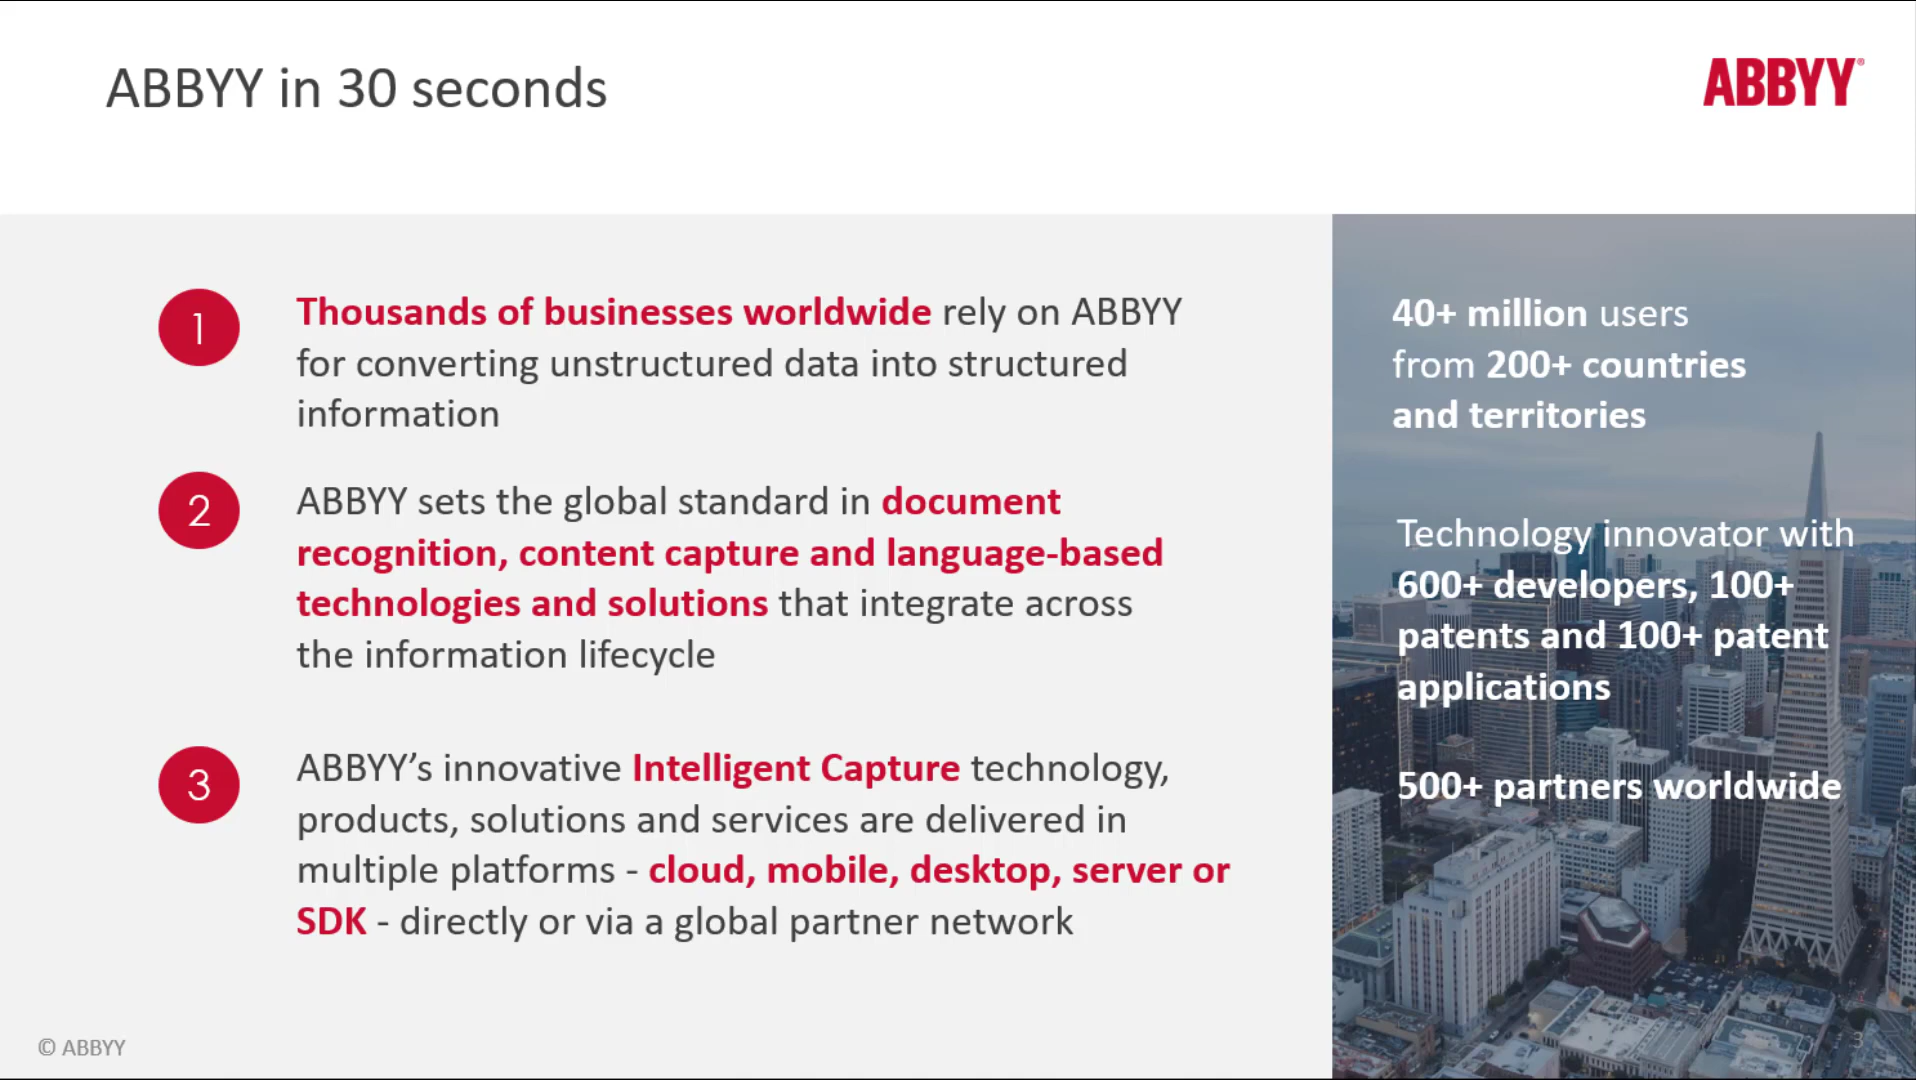 ABBYY in 30 seconds
ABBYY®
1
Thousands of businesses worldwide rely on ABBYY
for converting unstructured data into structured
information
2
ABBYY sets the global standard in document
recognition, content capture and language-based
technologies and solutions that integrate across
the information lifecycle
3
ABBYY’s innovative Intelligent Capture technology,
products, solutions and services are delivered in
multiple platforms - cloud, mobile, desktop, server or
SDK - directly or via a global partner network
40+ million users
from 200+ countries
and territories
Technology innovator with
600+ developers, 100+
patents and 100+ patent
applications
500+ partners worldwide
© ABBYY
3